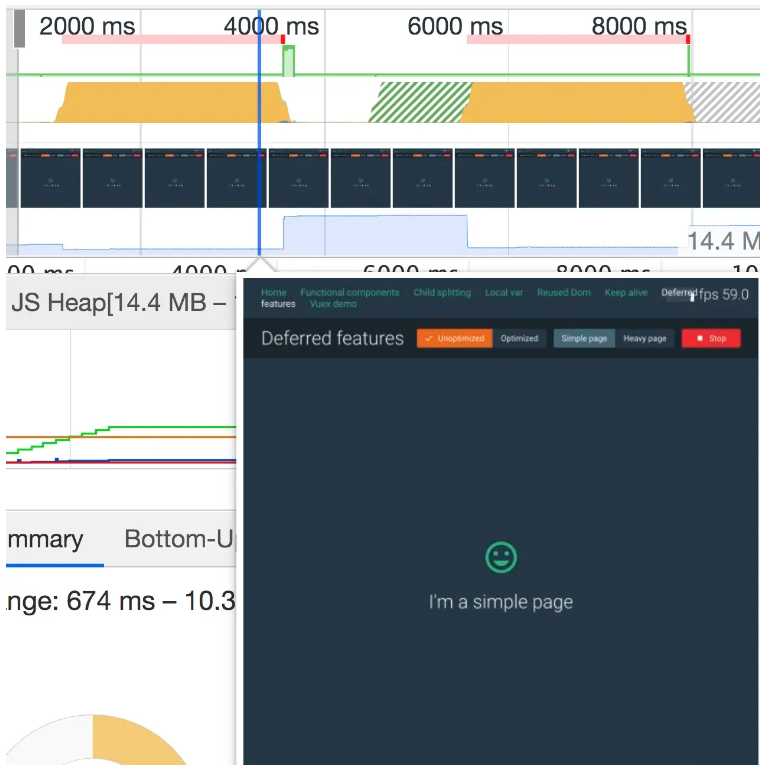 2000 ms 4000 ms 6000 ms 8000 ms
14.4 M
00 ms 4000 m 6000 ms 8000 ms 10
JS Heap[14.4 MB –
Home Functional components Child splitting Local var Reused Dom Keep alive Deferred fps 59.0
features Vuex demo
Deferred features Unoptimized Optimized Simple page Heavy page Stop
I'm a simple page
mmary Bottom-U
nge: 674 ms – 10.3